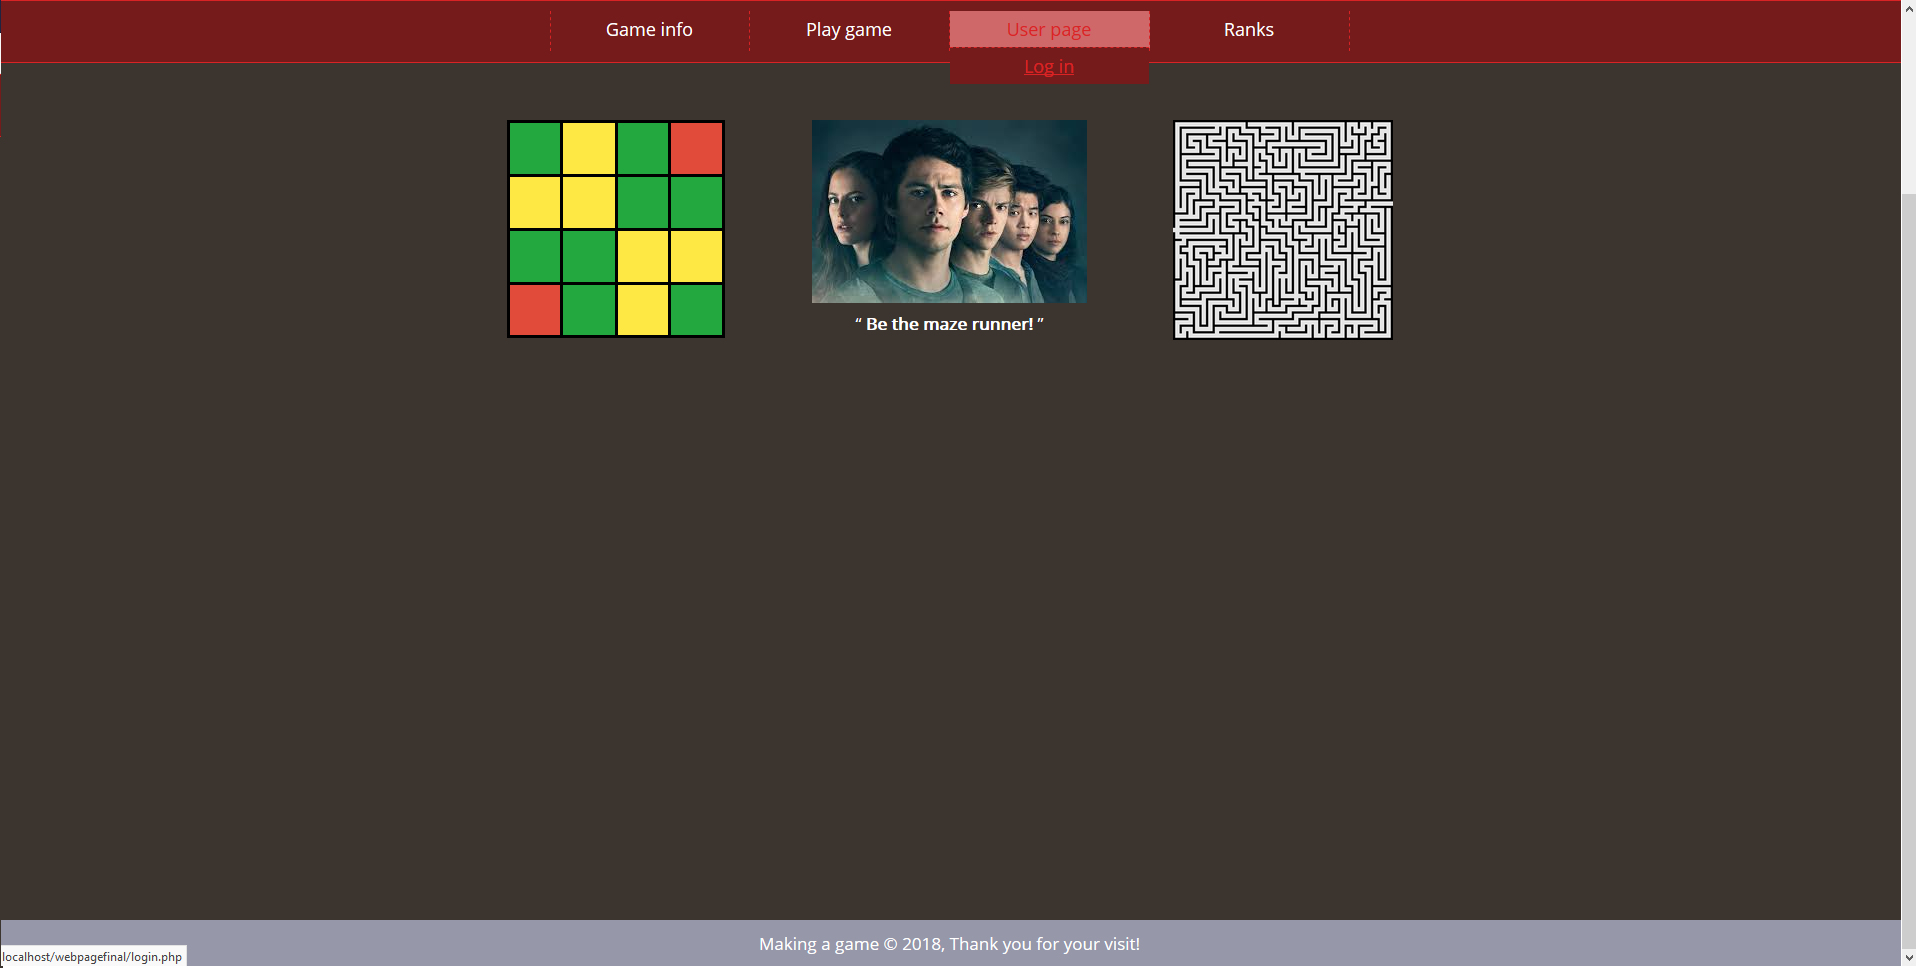 Game info
Play game
User page
Ranks
Log in
“ Be the maze runner! ”
Making a game © 2018, Thank you for your visit!
localhost/webpagefinal/login.php